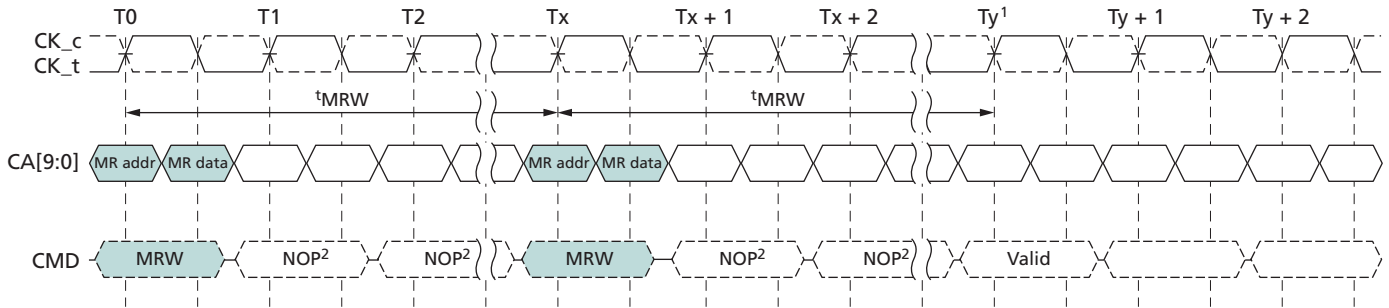 T0 T1 T2 Tx Tx + 1 Tx + 2 Ty¹ Ty + 1 Ty + 2
CK_c
CK_t
ᵗMRW ᵗMRW
CA[9:0] MR addr MR data MR addr MR data
CMD MRW NOP² NOP² MRW NOP² NOP² Valid